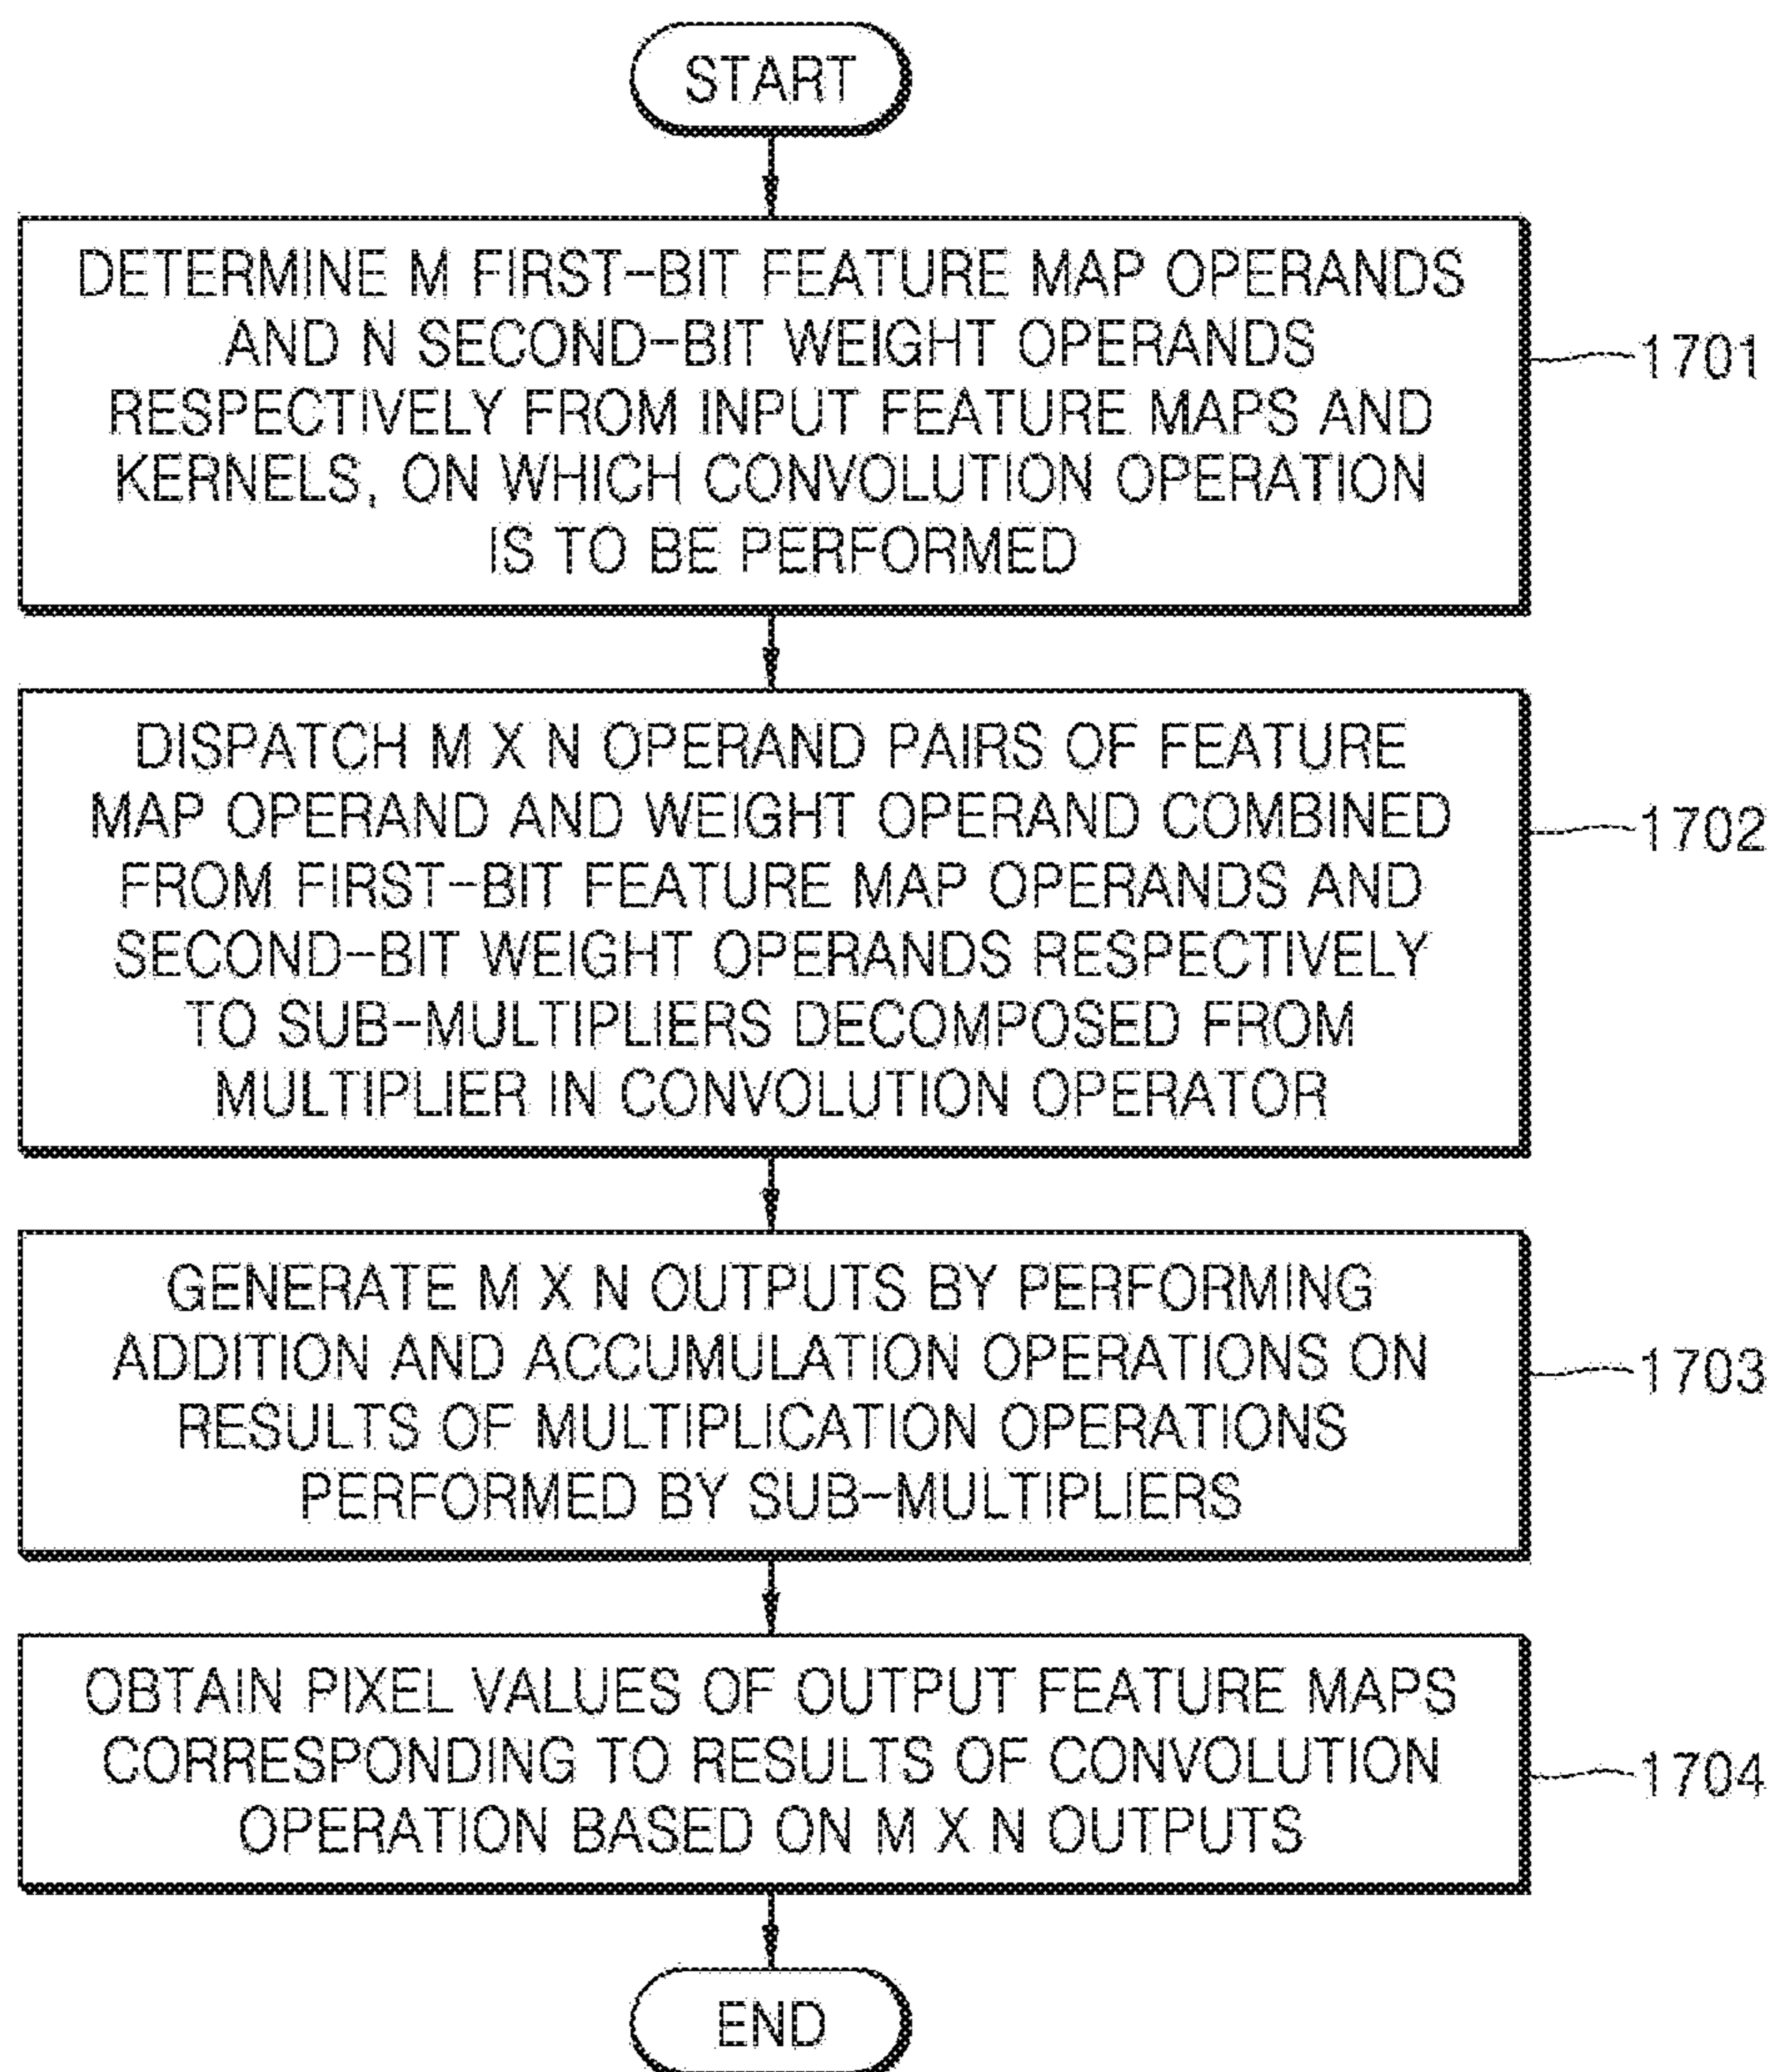 START
DETERMINE M FIRST-BIT FEATURE MAP OPERANDS
AND N SECOND-BIT WEIGHT OPERANDS
RESPECTIVELY FROM INPUT FEATURE MAPS AND
KERNELS, ON WHICH CONVOLUTION OPERATION
IS TO BE PERFORMED
1701
DISPATCH M X N OPERAND PAIRS OF FEATURE
MAP OPERAND AND WEIGHT OPERAND COMBINED
FROM FIRST-BIT FEATURE MAP OPERANDS AND
SECOND-BIT WEIGHT OPERANDS RESPECTIVELY
TO SUB-MULTIPLIERS DECOMPOSED FROM
MULTIPLIER IN CONVOLUTION OPERATOR
1702
GENERATE M X N OUTPUTS BY PERFORMING
ADDITION AND ACCUMULATION OPERATIONS ON
RESULTS OF MULTIPLICATION OPERATIONS
PERFORMED BY SUB-MULTIPLIERS
1703
OBTAIN PIXEL VALUES OF OUTPUT FEATURE MAPS
CORRESPONDING TO RESULTS OF CONVOLUTION
OPERATION BASED ON M X N OUTPUTS
1704
END